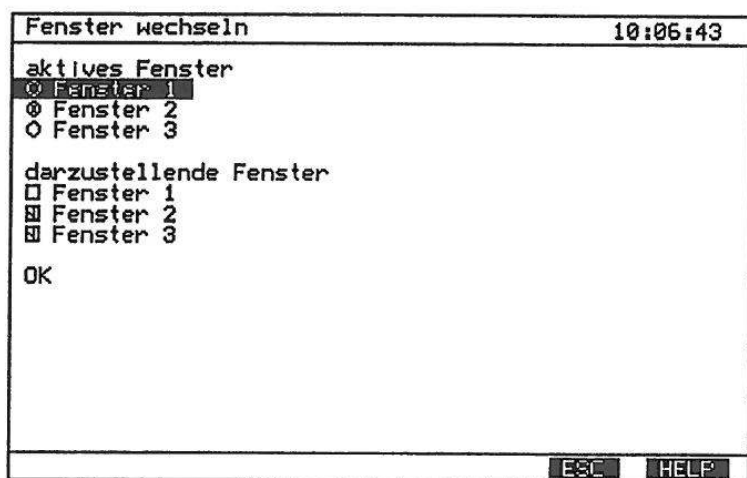 Fenster wechseln 10:06:43
aktives Fenster
Fenster 1
Fenster 2
Fenster 3
darzustellende Fenster
Fenster 1
Fenster 2
Fenster 3
OK
ESC HELP